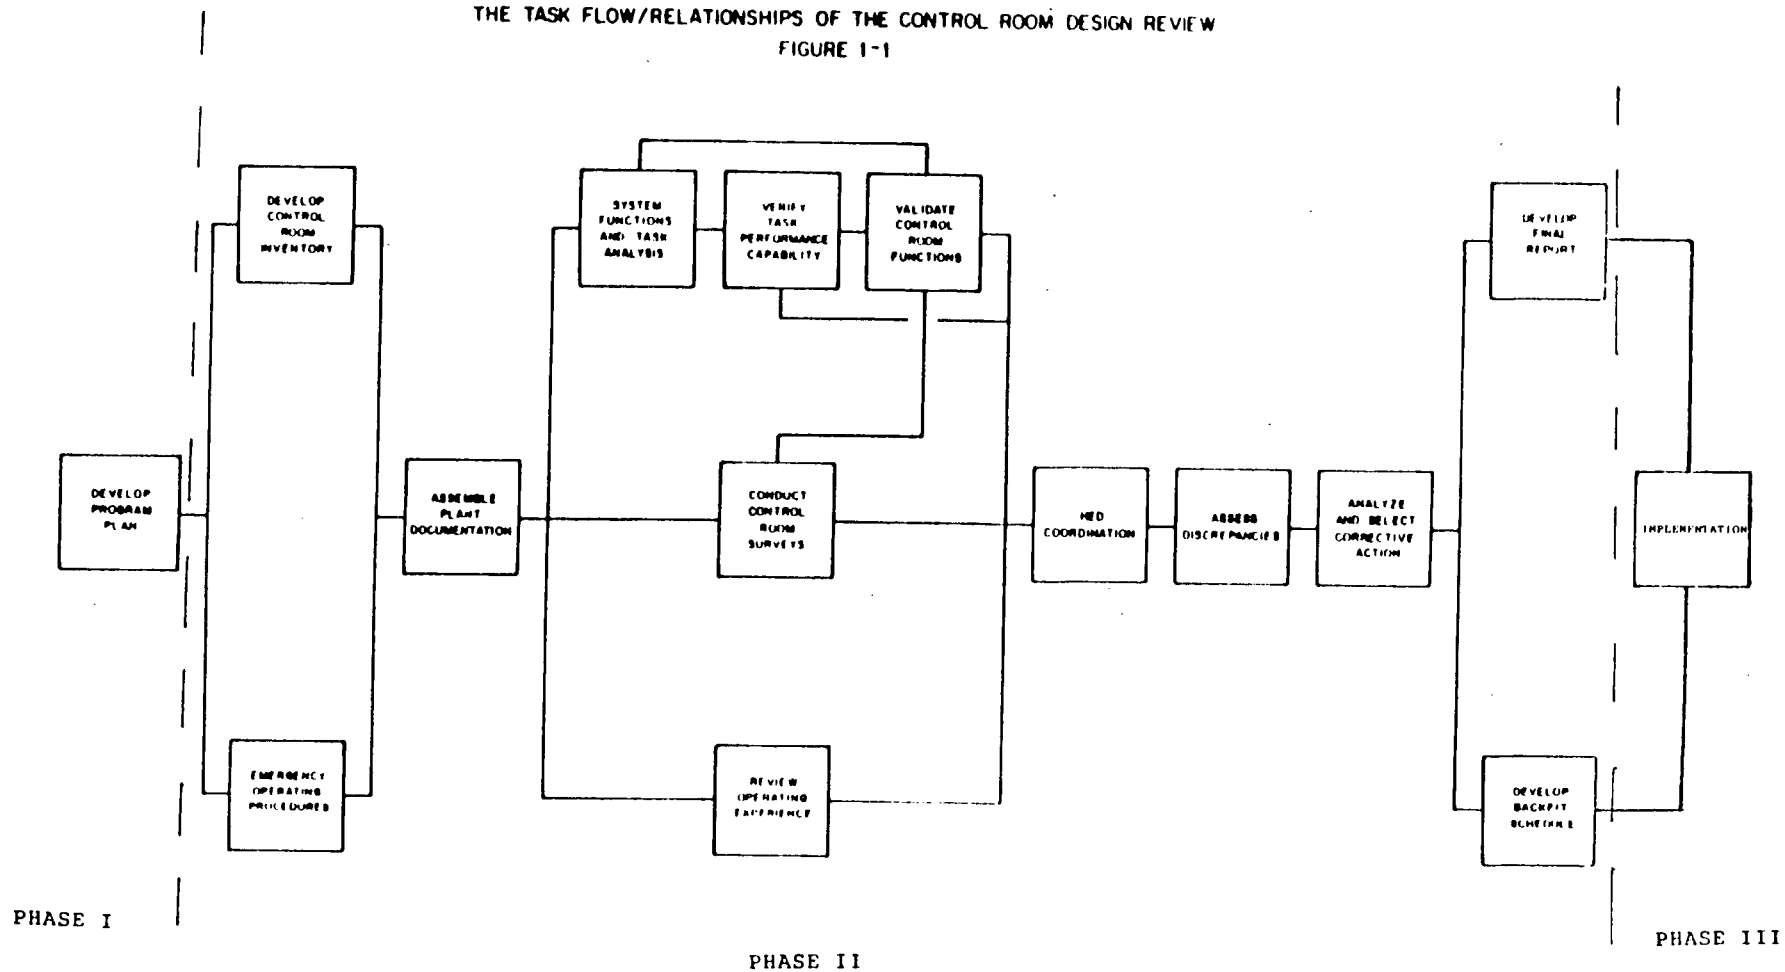 THE TASK FLOW/RELATIONSHIPS OF THE CONTROL ROOM DESIGN REVIEW
FIGURE 1-1
DEVELOP
CONTROL
ROOM
INVENTORY
SYSTEM
FUNCTIONS
AND TASK
ANALYSIS
VERIFY
TASK
PERFORMANCE
CAPABILITY
VALIDATE
CONTROL
ROOM
FUNCTIONS
DEVELOP
FINAL
REPORT
DEVELOP
PROGRAM
PLAN
ASSEMBLE
PLANT
DOCUMENTATION
CONDUCT
CONTROL
ROOM
SURVEYS
HED
COORDINATION
ASSESS
DISCREPANCIES
ANALYZE
AND SELECT
CORRECTIVE
ACTION
IMPLEMENTATION
EMERGENCY
OPERATING
PROCEDURES
REVIEW
OPERATING
EXPERIENCE
DEVELOP
BACKFIT
SCHEDULE
PHASE I
PHASE II
PHASE III